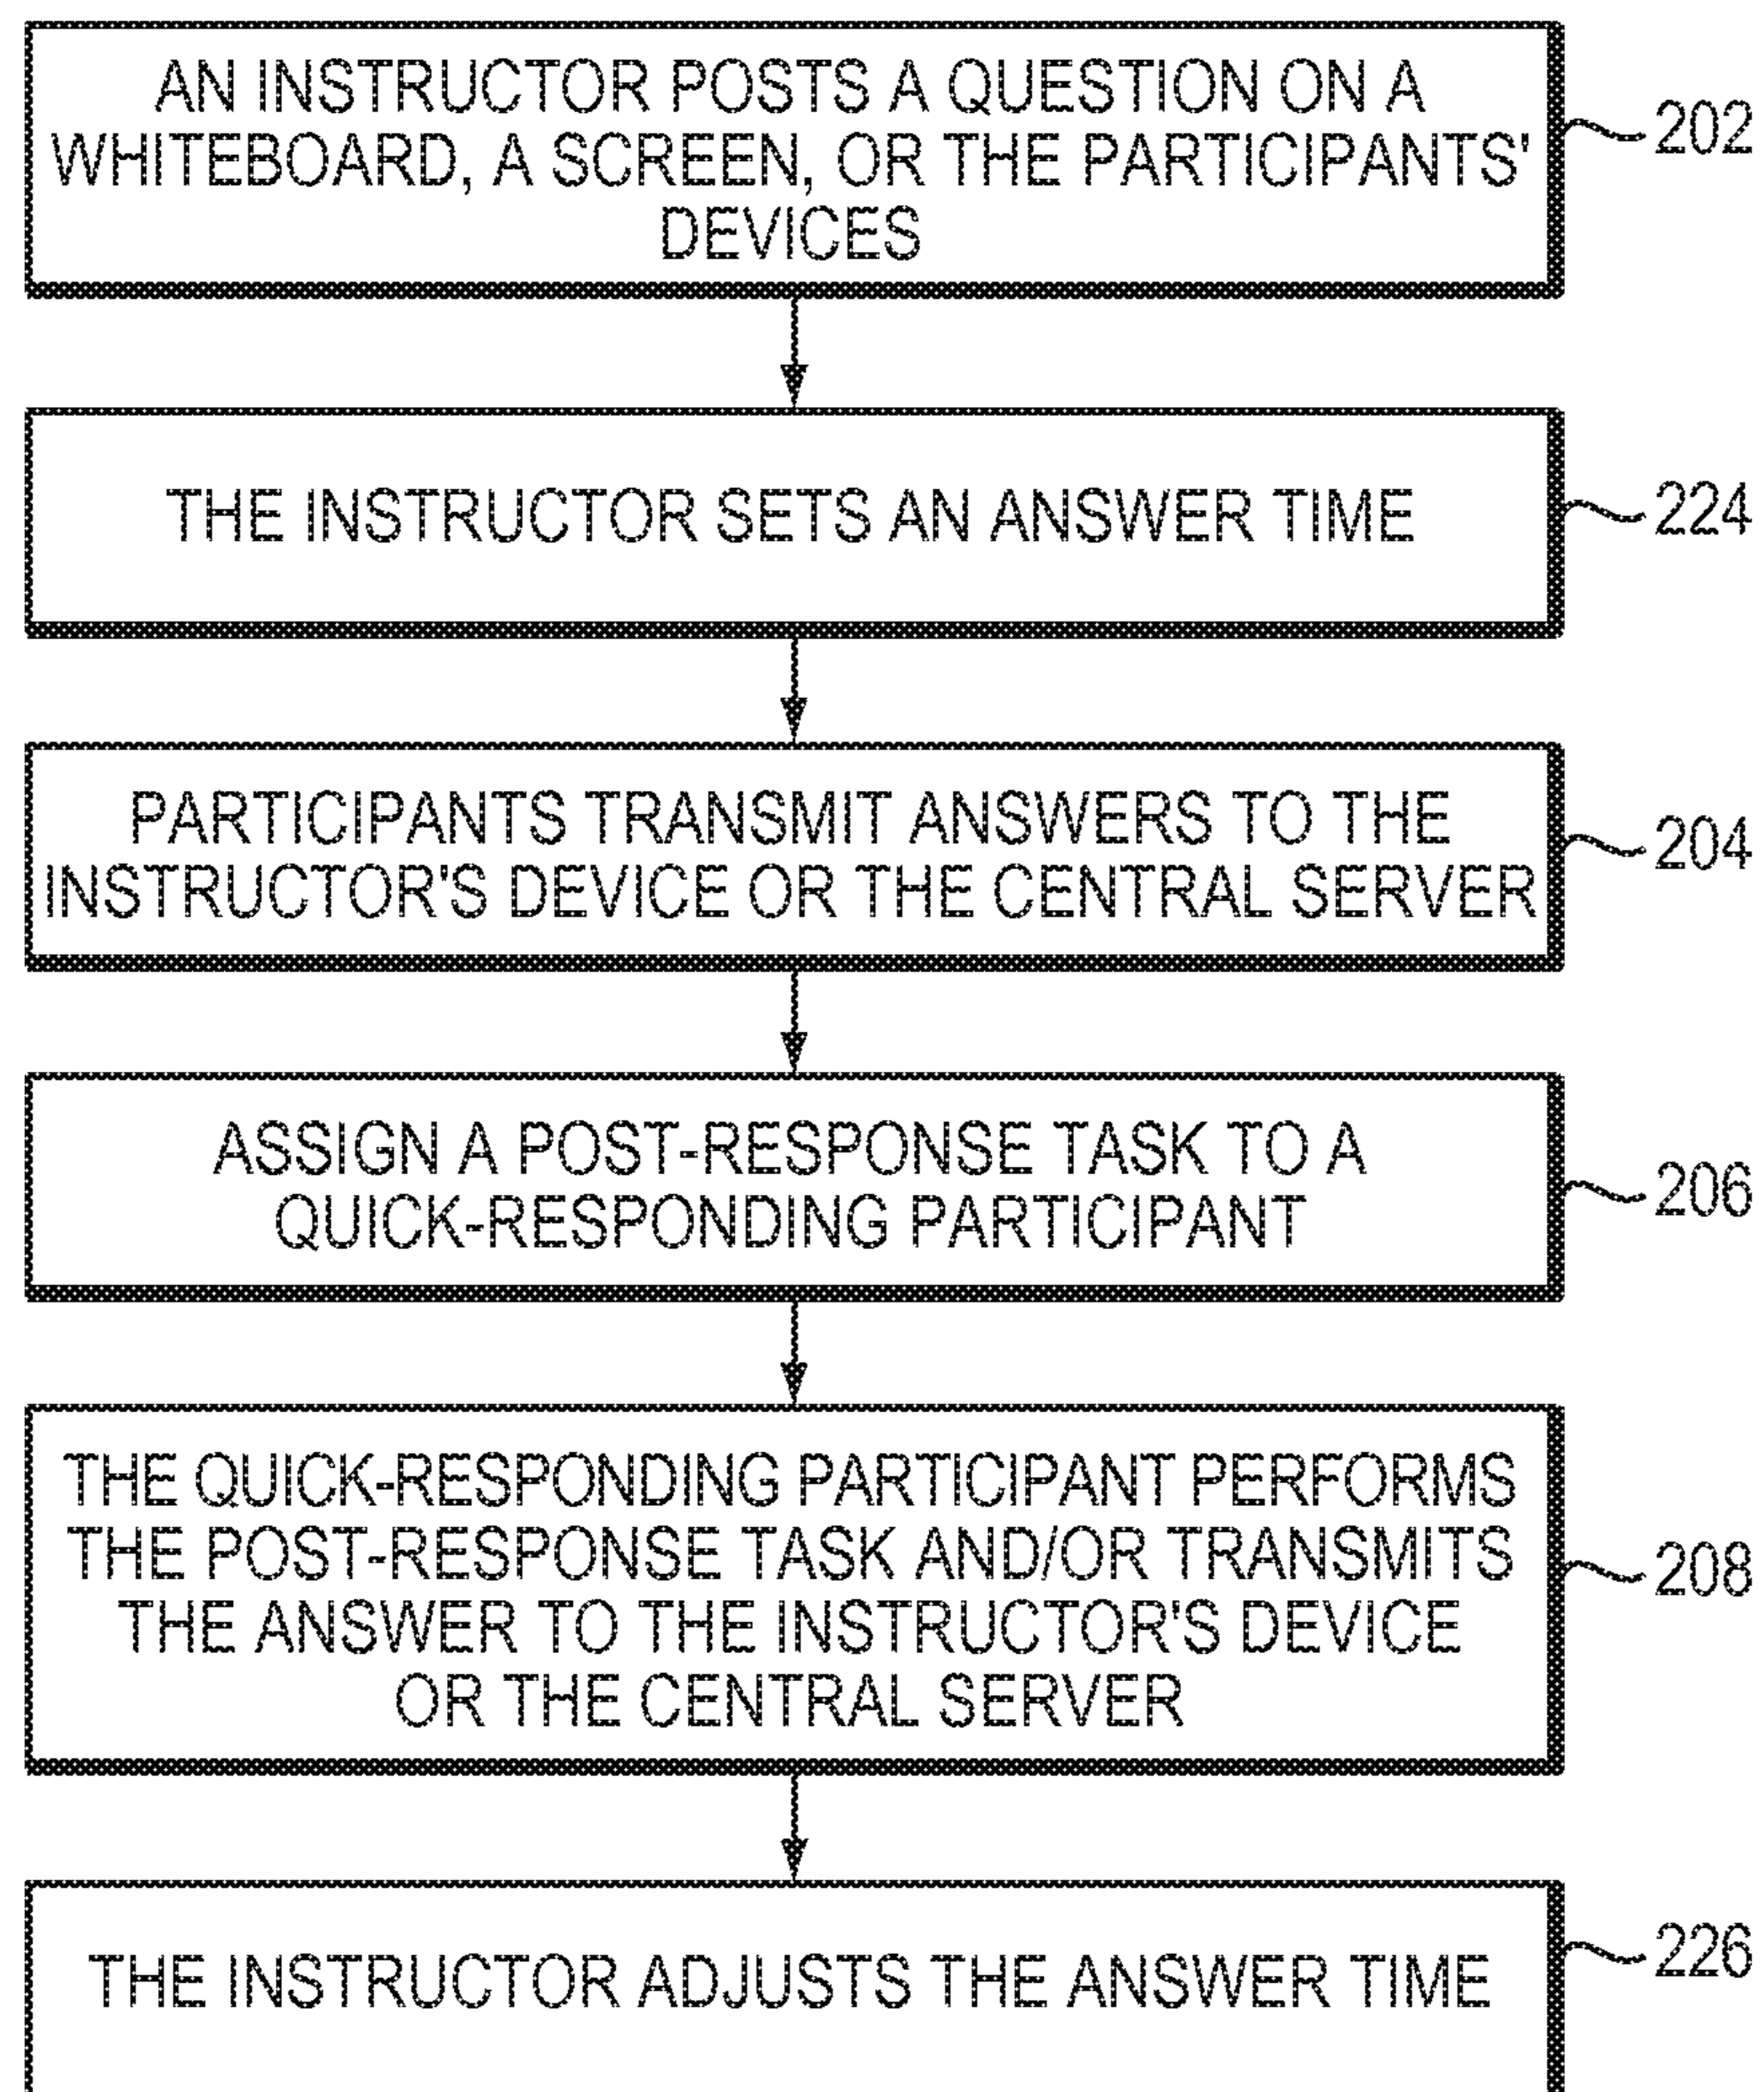 AN INSTRUCTOR POSTS A QUESTION ON A
WHITEBOARD, A SCREEN, OR THE PARTICIPANTS'
DEVICES
202
THE INSTRUCTOR SETS AN ANSWER TIME
224
PARTICIPANTS TRANSMIT ANSWERS TO THE
INSTRUCTOR'S DEVICE OR THE CENTRAL SERVER
204
ASSIGN A POST-RESPONSE TASK TO A
QUICK-RESPONDING PARTICIPANT
206
THE QUICK-RESPONDING PARTICIPANT PERFORMS
THE POST-RESPONSE TASK AND/OR TRANSMITS
THE ANSWER TO THE INSTRUCTOR'S DEVICE
OR THE CENTRAL SERVER
208
THE INSTRUCTOR ADJUSTS THE ANSWER TIME
226